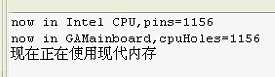 now in Intel CPU,pins=1156
now in GAMainboard,cpuHoles=1156
现在正在使用现代内存